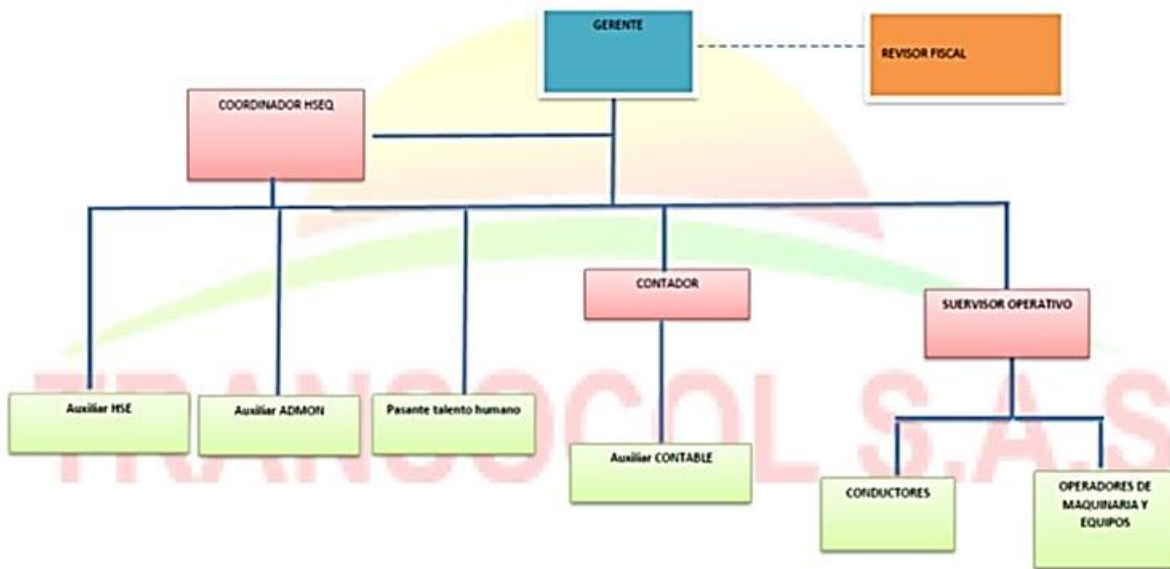 GERENTE
REVISOR FISCAL
COORDINADOR HSEQ
CONTADOR
SUERVISOR OPERATIVO
Auxiliar HSE
Auxiliar ADMON
Pasante talento humano
Auxiliar CONTABLE
CONDUCTORES
OPERADORES DE
MAQUINARIA Y
EQUIPOS
TRANSOCOL S.A.S